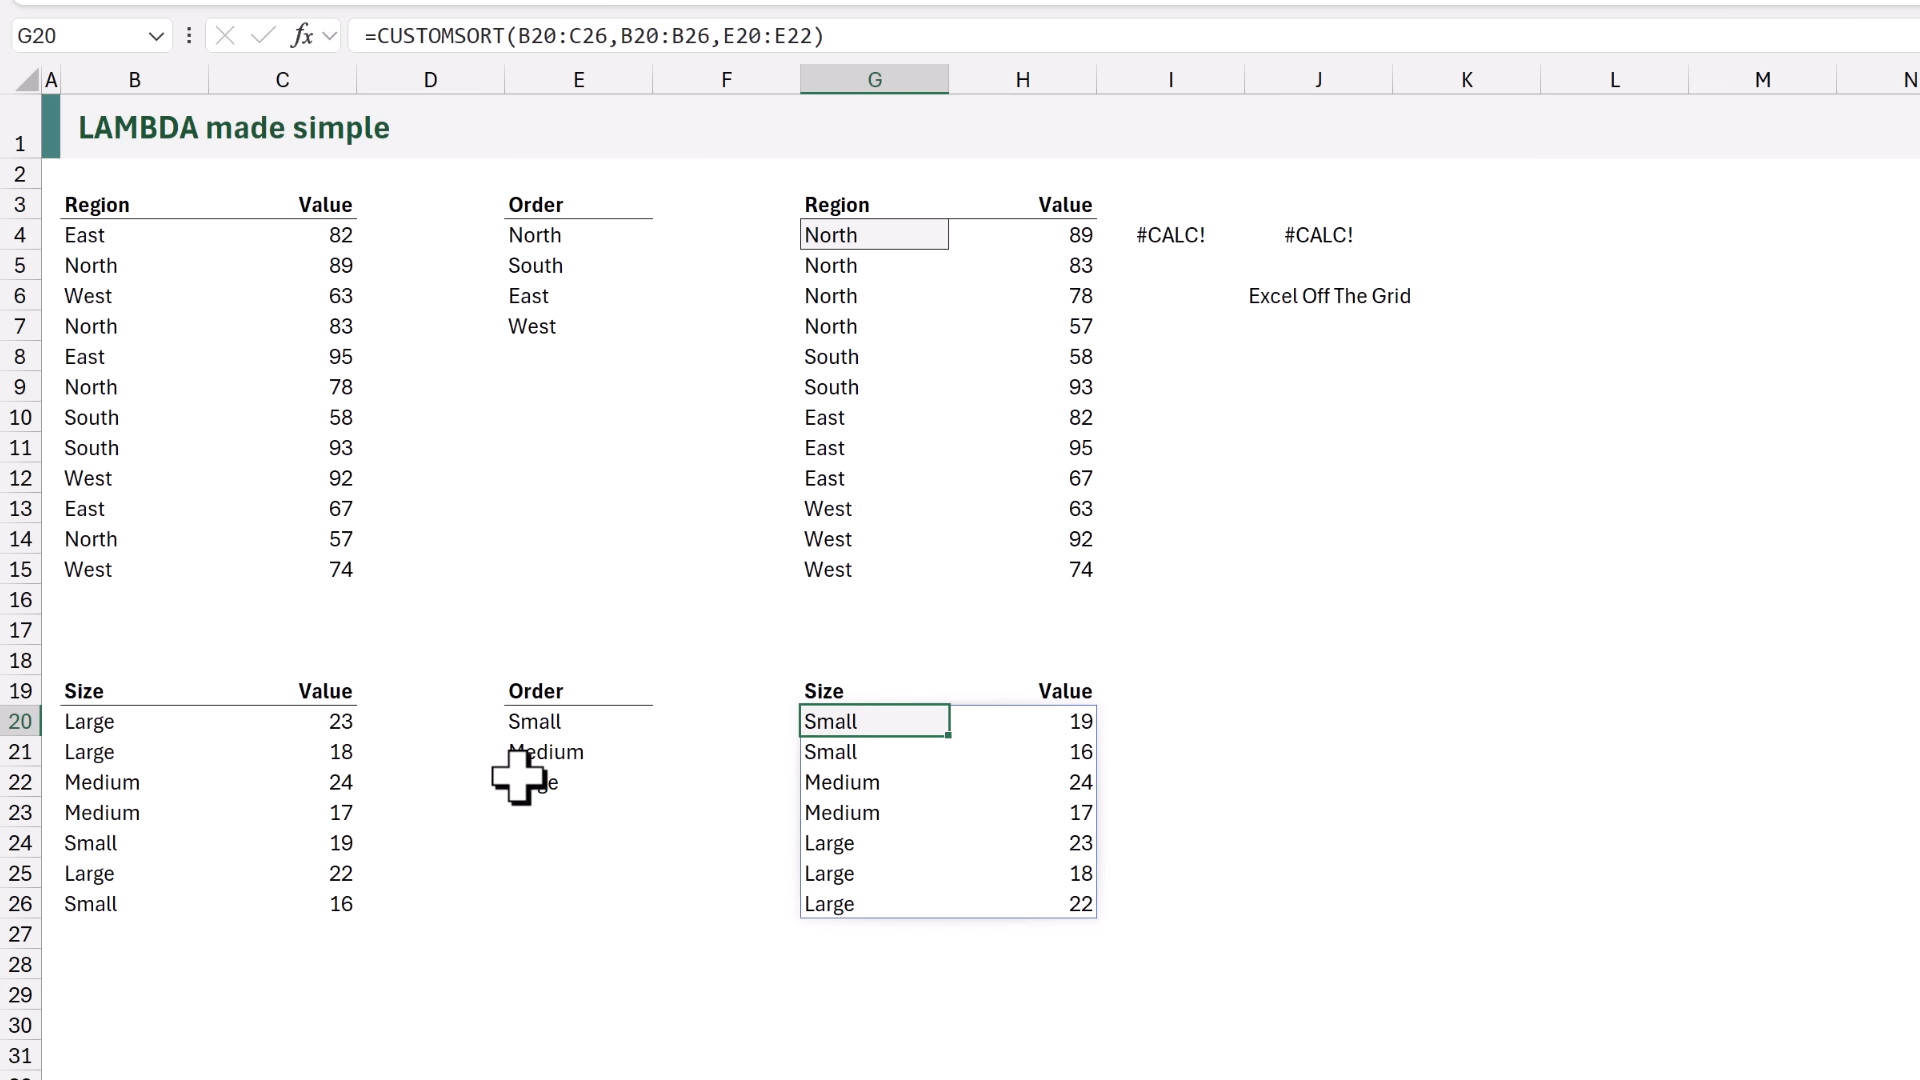 G20 fx =CUSTOMSORT(B20:C26,B20:B26,E20:E22)
A B C D E F G H I J K L M N
1 LAMBDA made simple
2
3 Region Value Order Region Value
4 East 82 North North 89 #CALC! #CALC!
5 North 89 South North 83
6 West 63 East North 78 Excel Off The Grid
7 North 83 West North 57
8 East 95 South 58
9 North 78 South 93
10 South 58 East 82
11 South 93 East 95
12 West 92 East 67
13 East 67 West 63
14 North 57 West 92
15 West 74 West 74
16
17
18
19 Size Value Order Size Value
20 Large 23 Small Small 19
21 Large 18 Medium Small 16
22 Medium 24 Medium 24
23 Medium 17 Medium 17
24 Small 19 Large 23
25 Large 22 Large 18
26 Small 16 Large 22
27
28
29
30
31